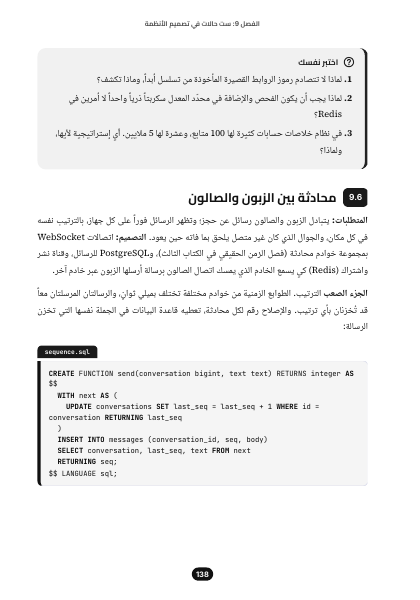 الفصل 9: ست حالات في تصميم الأنظمة
اختبر نفسك
1. لماذا لا تتصادم رموز الروابط القصيرة المأخوذة من تسلسل أبداً، وماذا تكشف؟
2. لماذا يجب أن يكون الفحص والإضافة في محدّد المعدل سكربتاً ذرياً واحداً لا أمرين في
Redis؟
3. في نظام خلاصات حسابات كثيرة لها 100 متابع، وعشرة لها 5 ملايين. أي إستراتيجية لأيها،
ولماذا؟
9.6 محادثة بين الزبون والصالون
المتطلبات: يتبادل الزبون والصالون رسائل عن حجز؛ وتظهر الرسائل فوراً على كل جهاز، بالترتيب نفسه
في كل مكان، والجوال الذي كان غير متصل يلحق بما فاته حين يعود. التصميم: اتصالات WebSocket
بمجموعة خوادم محادثة (فصل الزمن الحقيقي في الكتاب الثالث)، وPostgreSQL للرسائل، وقناة نشر
واشتراك (Redis) كي يسمع الخادم الذي يمسك اتصال الصالون برسالة أرسلها الزبون عبر خادم آخر.
الجزء الصعب الترتيب. الطوابع الزمنية من خوادم مختلفة تختلف بميلي ثوانٍ، والرسالتان المرسلتان معاً
قد تُخزنان بأي ترتيب. والإصلاح رقم لكل محادثة، تعطيه قاعدة البيانات في الجملة نفسها التي تخزن
الرسالة:
sequence.sql
CREATE FUNCTION send(conversation bigint, text text) RETURNS integer AS
$$
WITH next AS (
UPDATE conversations SET last_seq = last_seq + 1 WHERE id =
conversation RETURNING last_seq
)
INSERT INTO messages (conversation_id, seq, body)
SELECT conversation, last_seq, text FROM next
RETURNING seq;
$$ LANGUAGE sql;
138